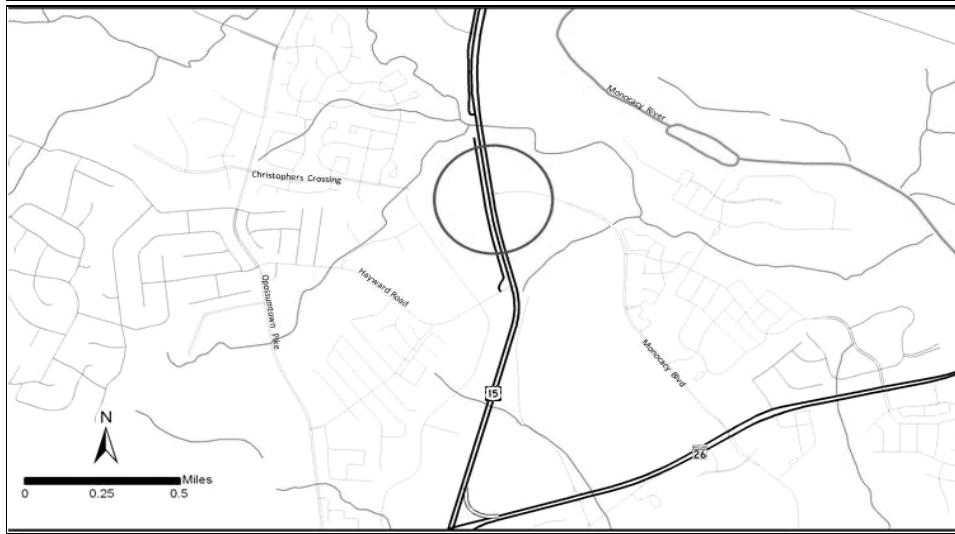 Monocacy River
Christophers Crossing
Hayward Road
Opossumtown Pike
Monocacy Blvd
15
26
N
Miles
0 0.25 0.5